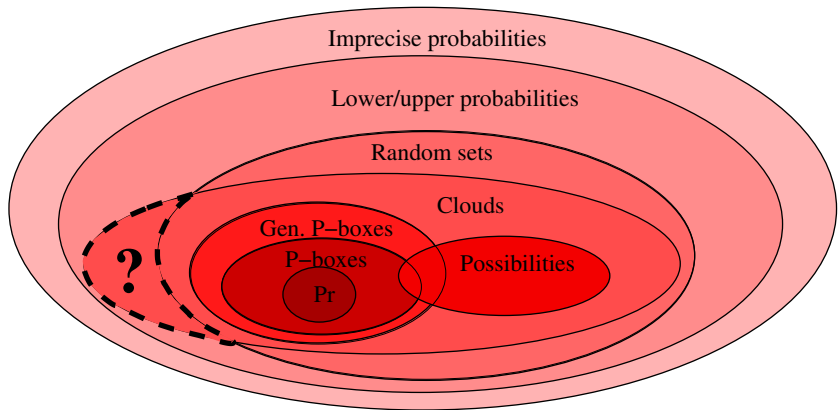 Imprecise probabilities
Lower/upper probabilities
Random sets
Clouds
Gen. P−boxes
P−boxes
Possibilities
?
Pr